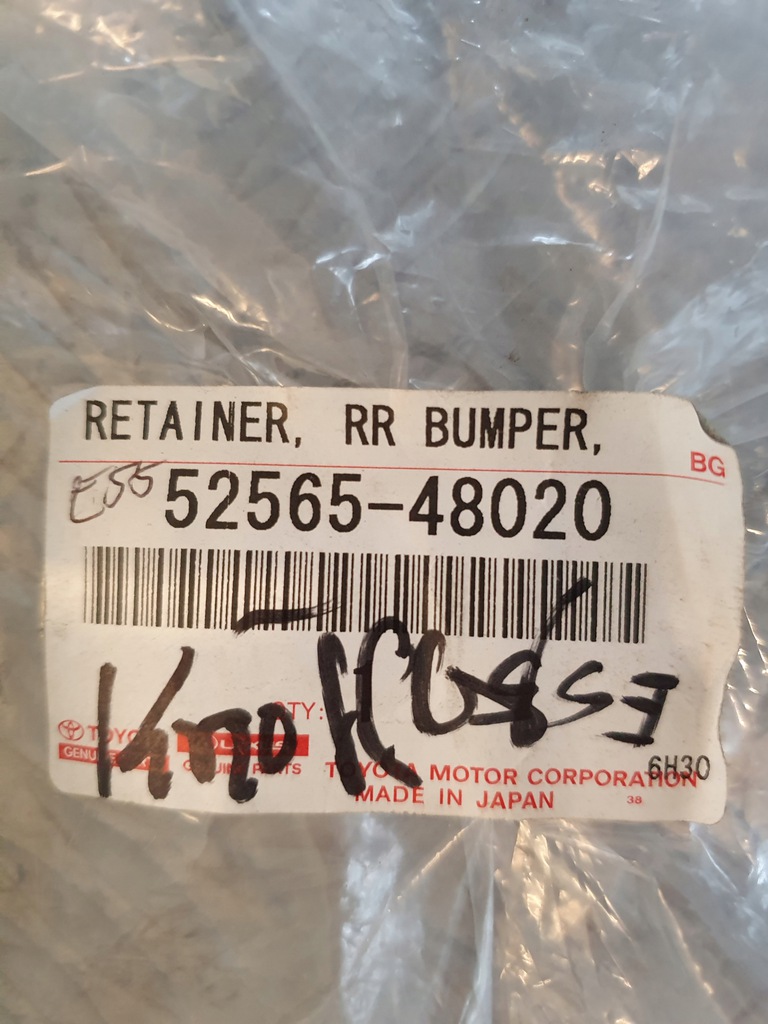 RETAINER, RR BUMPER,
BG
E55 52565-48020
QTY:
TOYOTA
GENUINE PARTS
TOYOTA MOTOR CORPORATION
6H30
MADE IN JAPAN 38